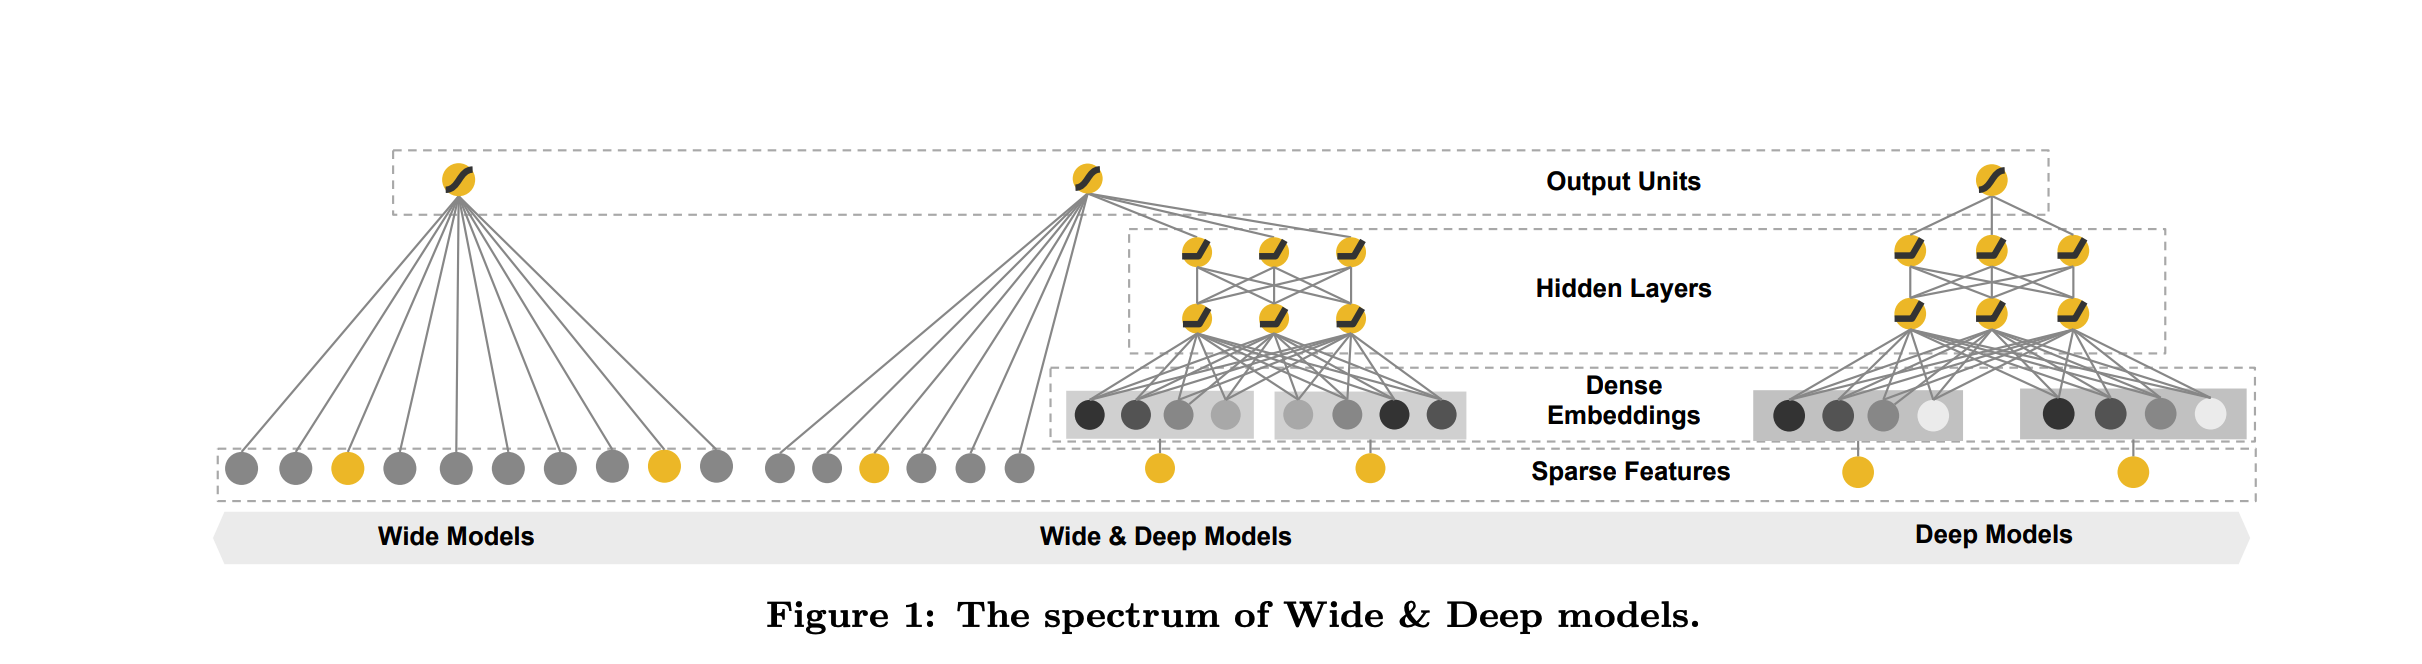 Output Units
Hidden Layers
Dense
Embeddings
Sparse Features
Wide Models
Wide & Deep Models
Deep Models
Figure 1: The spectrum of Wide & Deep models.